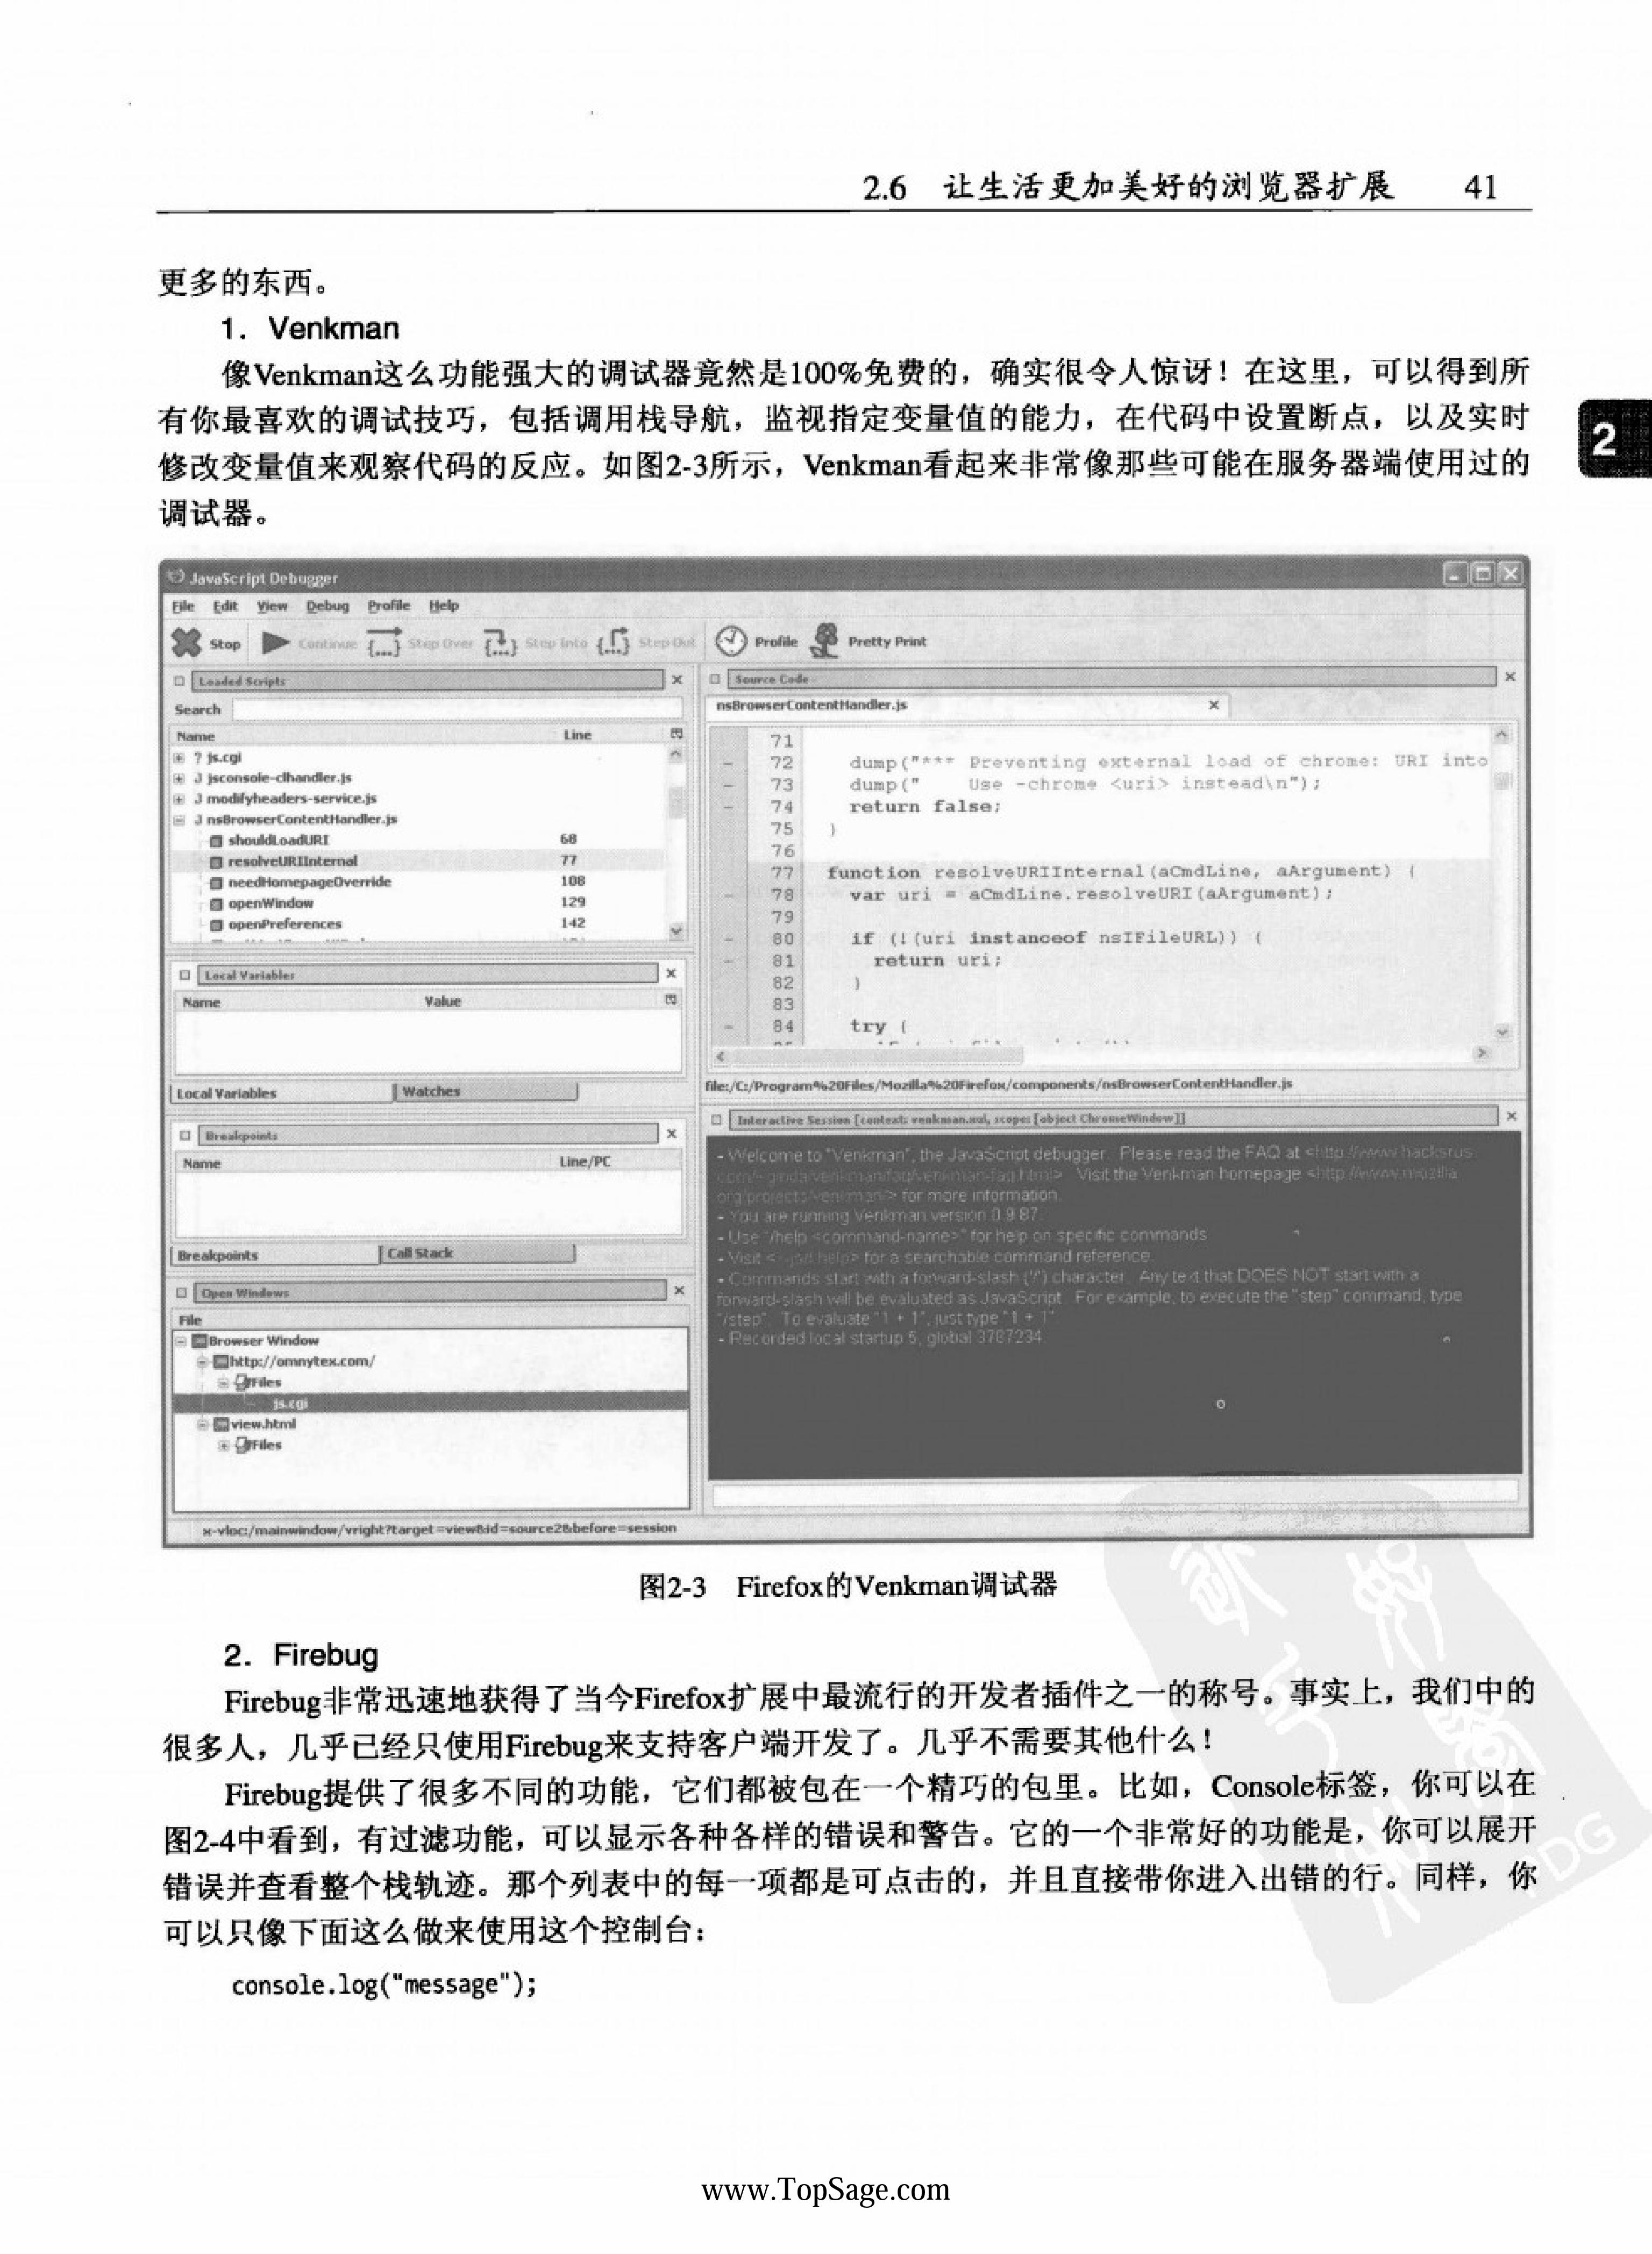 2.6 让生活更加美好的浏览器扩展 41
更多的东西。
1. Venkman
像Venkman这么功能强大的调试器竟然是100%免费的，确实很令人惊讶！在这里，可以得到所
有你最喜欢的调试技巧，包括调用栈导航，监视指定变量值的能力，在代码中设置断点，以及实时
修改变量值来观察代码的反应。如图2-3所示，Venkman看起来非常像那些可能在服务器端使用过的
调试器。
2
JavaScript Debugger
File Edit View Debug Profile Help
Stop Continue Step Over Step Into Step Out Profile Pretty Print
Loaded Scripts
Search
Name Line
? js.cgi
J jsconsole-clhandler.js
J modifyheaders-service.js
J nsBrowserContentHandler.js
shouldLoadURI 68
resolveURIInternal 77
needHomepageOverride 108
openWindow 129
openPreferences 142
Local Variables
Name Value
Local Variables Watches
Breakpoints
Name Line/PC
Breakpoints Call Stack
Open Windows
File
Browser Window
http://omnytex.com/
Files
js.cgi
view.html
Files
Source Code
nsBrowserContentHandler.js
71
72 dump("*** Preventing external load of chrome: URI into
73 dump(" Use -chrome <uri> instead\n");
74 return false;
75 }
76
77 function resolveURIInternal(aCmdLine, aArgument) {
78 var uri = aCmdLine.resolveURI(aArgument);
79
80 if (!(uri instanceof nsIFileURL)) {
81 return uri;
82 }
83
84 try {
file:/C:/Program%20Files/Mozilla%20Firefox/components/nsBrowserContentHandler.js
Interactive Session [context: venkman.xul, scope: [object ChromeWindow]]
- Welcome to "Venkman", the JavaScript debugger. Please read the FAQ at <http://www.hacksrus.
Visit the Venkman homepage <http://www.mozilla.
org/projects/venkman/> for more information.
- You are running Venkman version 0.9.87.
- Use "/help <command-name>" for help on specific commands.
- Visit help> for a searchable command reference.
- Commands start with a forward-slash ('/') character. Any text that DOES NOT start with a
forward-slash will be evaluated as JavaScript. For example, to execute the "step" command, type
"/step". To evaluate "1 + 1", just type "1 + 1".
- Recorded local startup 5, global 3787234.
x-vloc:/mainwindow/vright?target=view&id=source2&before=session
图2-3 Firefox的Venkman调试器
2. Firebug
Firebug非常迅速地获得了当今Firefox扩展中最流行的开发者插件之一的称号。事实上，我们中的
很多人，几乎已经只使用Firebug来支持客户端开发了。几乎不需要其他什么！
Firebug提供了很多不同的功能，它们都被包在一个精巧的包里。比如，Console标签，你可以在
图2-4中看到，有过滤功能，可以显示各种各样的错误和警告。它的一个非常好的功能是，你可以展开
错误并查看整个栈轨迹。那个列表中的每一项都是可点击的，并且直接带你进入出错的行。同样，你
可以只像下面这么做来使用这个控制台：
console.log("message");
PDG
www.TopSage.com